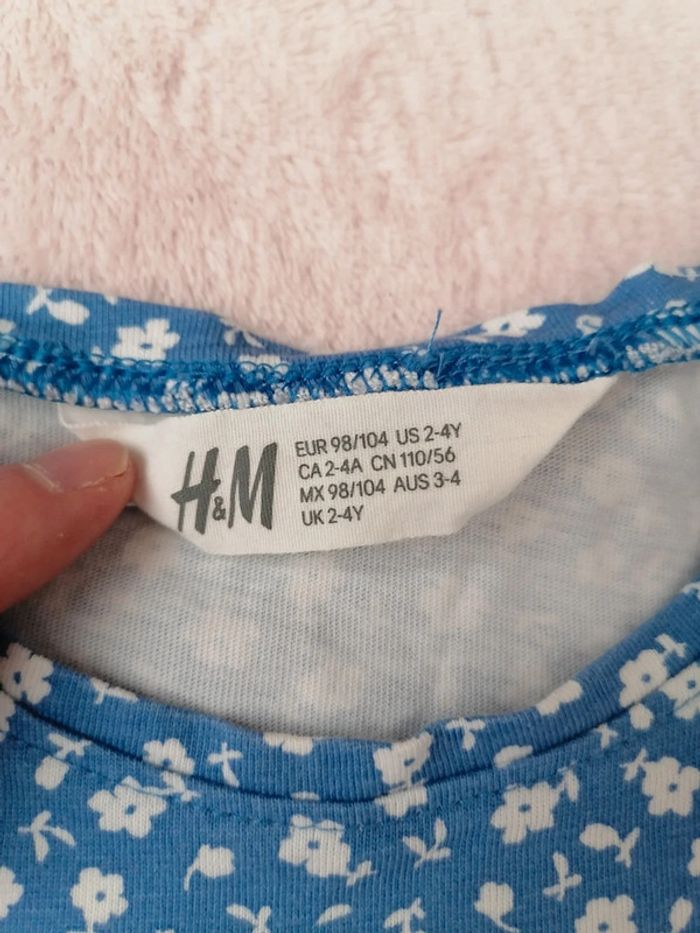 H&M
EUR 98/104 US 2-4Y
CA 2-4A CN 110/56
MX 98/104 AUS 3-4
UK 2-4Y